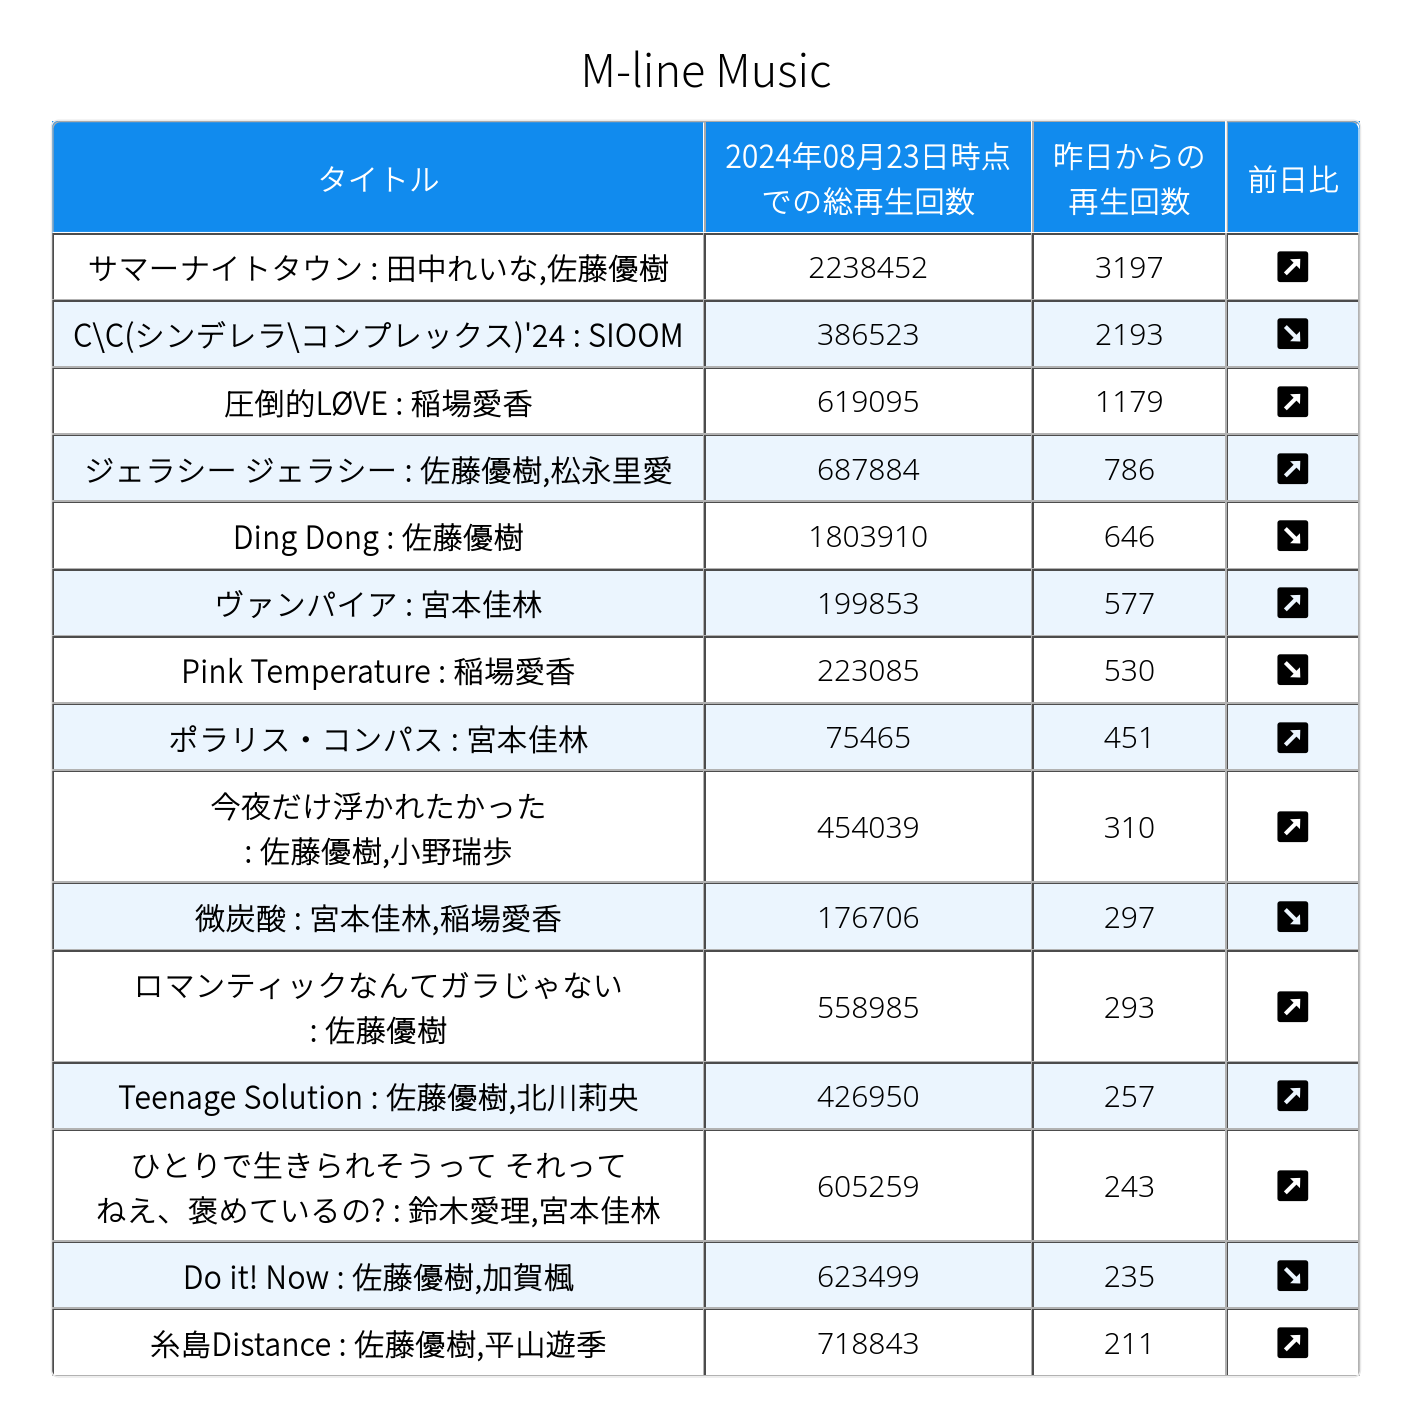 M-line Music
タイトル
2024年08月23日時点
での総再生回数
昨日からの
再生回数
前日比
サマーナイトタウン : 田中れいな,佐藤優樹
2238452
3197
C\C(シンデレラ\コンプレックス)'24 : SIOOM
386523
2193
圧倒的LØVE : 稲場愛香
619095
1179
ジェラシー ジェラシー : 佐藤優樹,松永里愛
687884
786
Ding Dong : 佐藤優樹
1803910
646
ヴァンパイア : 宮本佳林
199853
577
Pink Temperature : 稲場愛香
223085
530
ポラリス・コンパス : 宮本佳林
75465
451
今夜だけ浮かれたかった
: 佐藤優樹,小野瑞歩
454039
310
微炭酸 : 宮本佳林,稲場愛香
176706
297
ロマンティックなんてガラじゃない
: 佐藤優樹
558985
293
Teenage Solution : 佐藤優樹,北川莉央
426950
257
ひとりで生きられそうって それって
ねえ、褒めているの? : 鈴木愛理,宮本佳林
605259
243
Do it! Now : 佐藤優樹,加賀楓
623499
235
糸島Distance : 佐藤優樹,平山遊季
718843
211